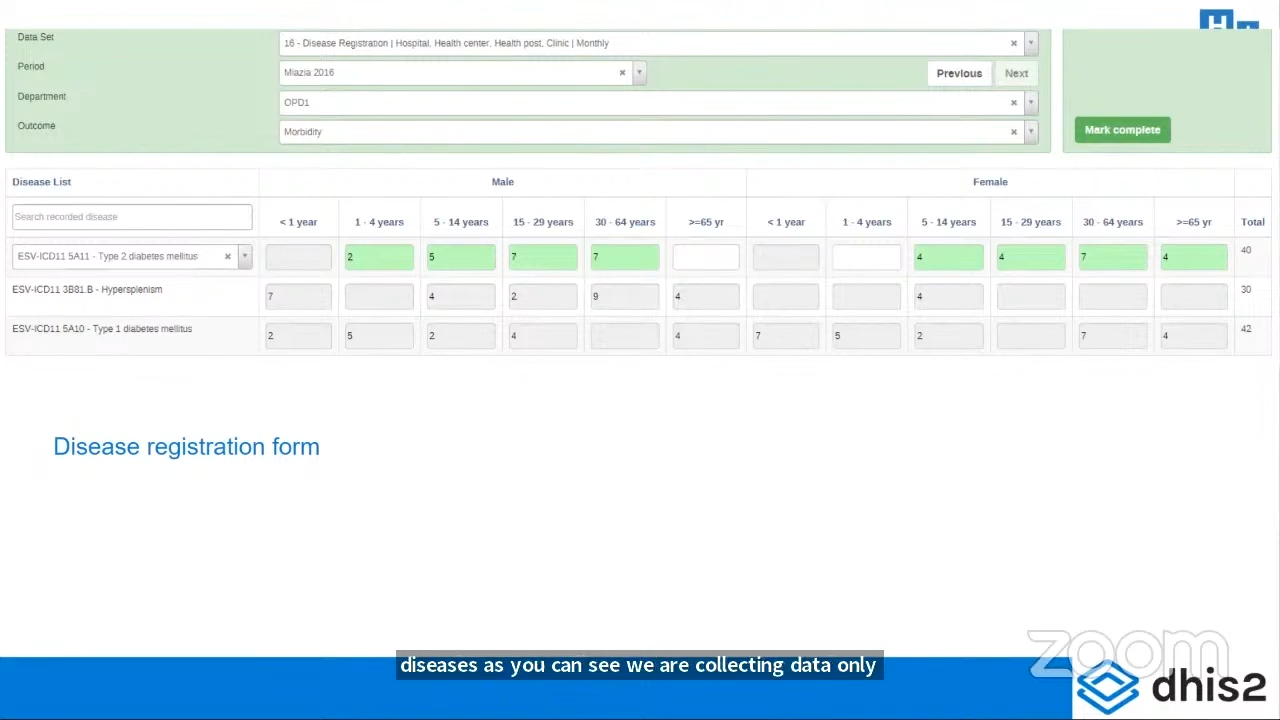 Data Set
16 - Disease Registration | Hospital, Health center, Health post, Clinic | Monthly
Period
Miazia 2016
Previous
Next
Department
OPD1
Outcome
Morbidity
Mark complete
Disease List
Male
Female
Search recorded disease
< 1 year
1 - 4 years
5 - 14 years
15 - 29 years
30 - 64 years
>=65 yr
< 1 year
1 - 4 years
5 - 14 years
15 - 29 years
30 - 64 years
>=65 yr
Total
ESV-ICD11 5A11 - Type 2 diabetes mellitus
2
5
7
7
4
4
7
4
40
ESV-ICD11 3B81.B - Hypersplenism
7
4
2
9
4
4
30
ESV-ICD11 5A10 - Type 1 diabetes mellitus
2
5
2
4
4
7
5
2
7
4
42
Disease registration form
diseases as you can see we are collecting data only
zoom
dhis2